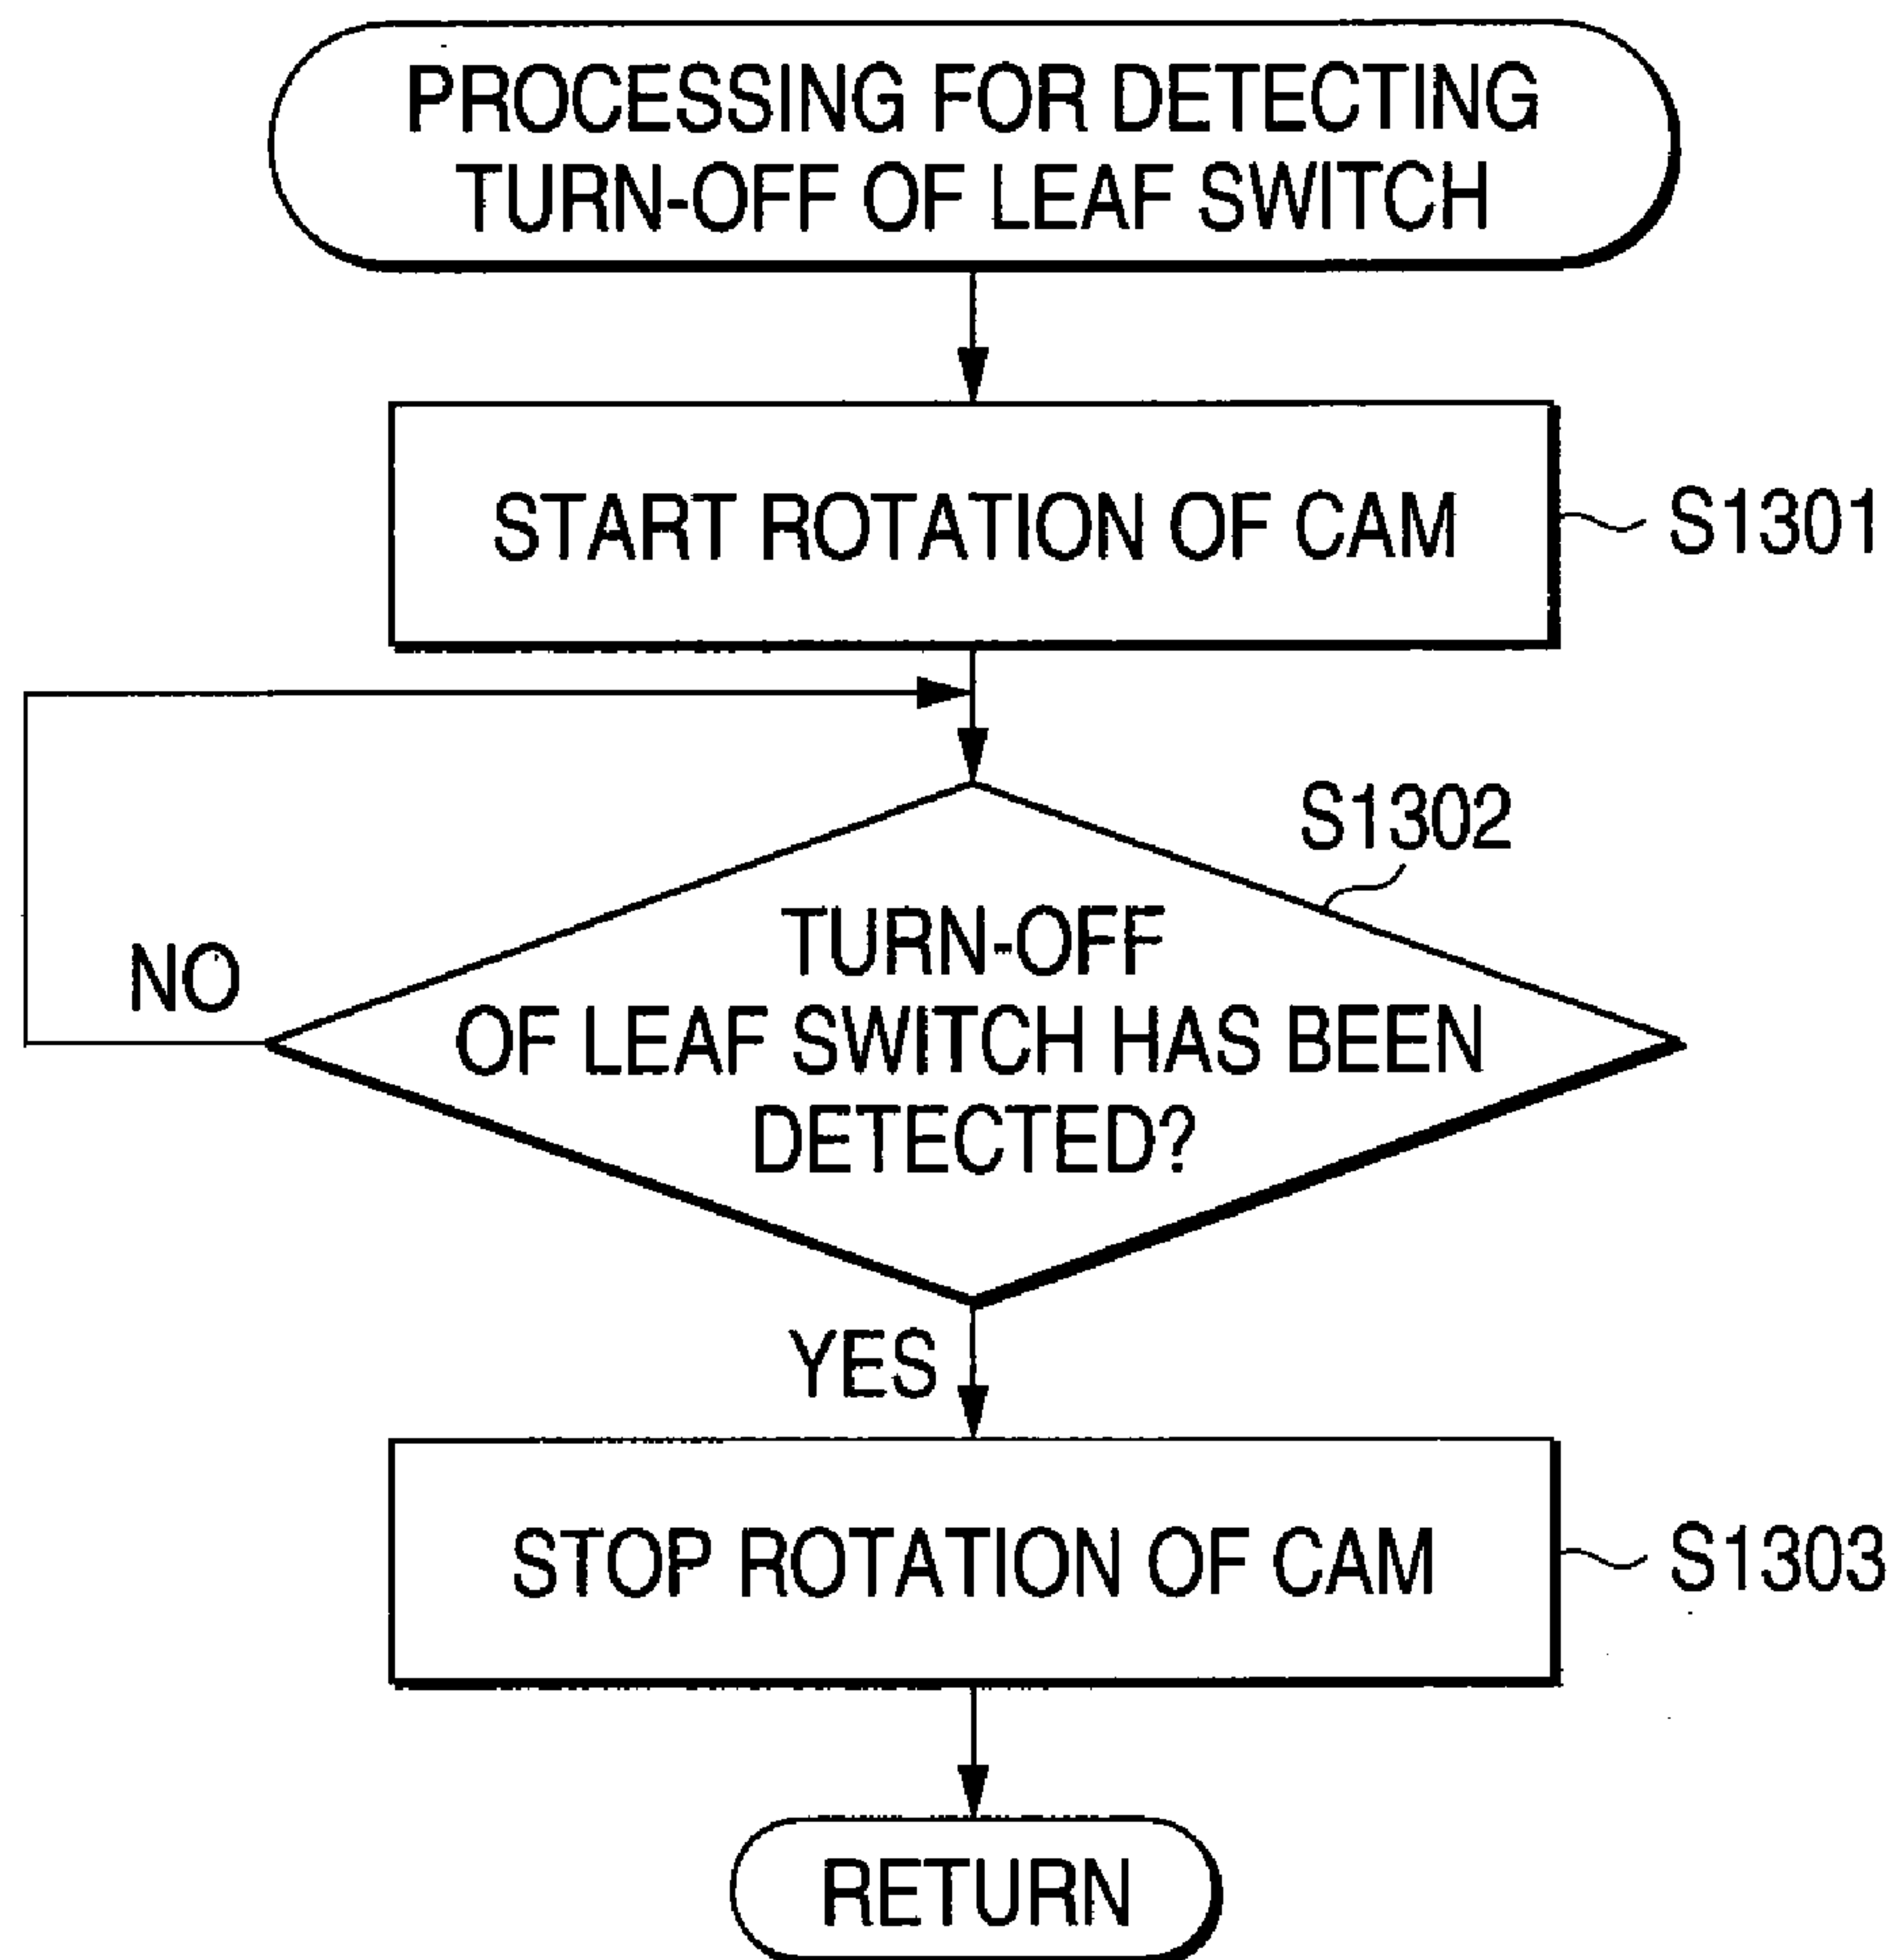 PROCESSING FOR DETECTING
TURN-OFF OF LEAF SWITCH
START ROTATION OF CAM
S1301
S1302
TURN-OFF
OF LEAF SWITCH HAS BEEN
DETECTED?
NO
YES
STOP ROTATION OF CAM
S1303
RETURN